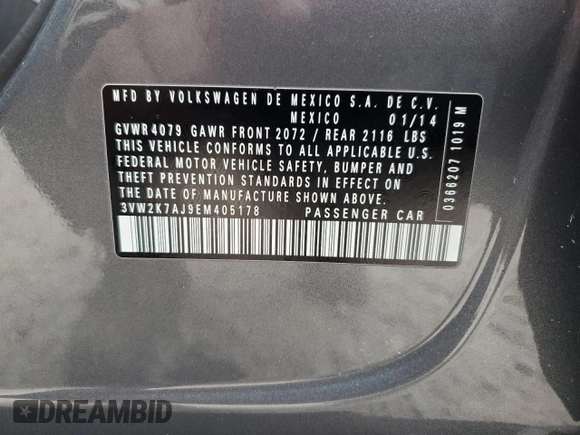 MFD BY VOLKSWAGEN DE MEXICO S.A. DE C.V.
MEXICO 01/14
GVWR 4079 GAWR FRONT 2072 / REAR 2116 LBS
THIS VEHICLE CONFORMS TO ALL APPLICABLE U.S.
FEDERAL MOTOR VEHICLE SAFETY, BUMPER AND
THEFT PREVENTION STANDARDS IN EFFECT ON
THE DATE OF MANUFACTURE SHOWN ABOVE.
3VW2K7AJ9EM405178 PASSENGER CAR
0366207 1019 M
DREAMBID